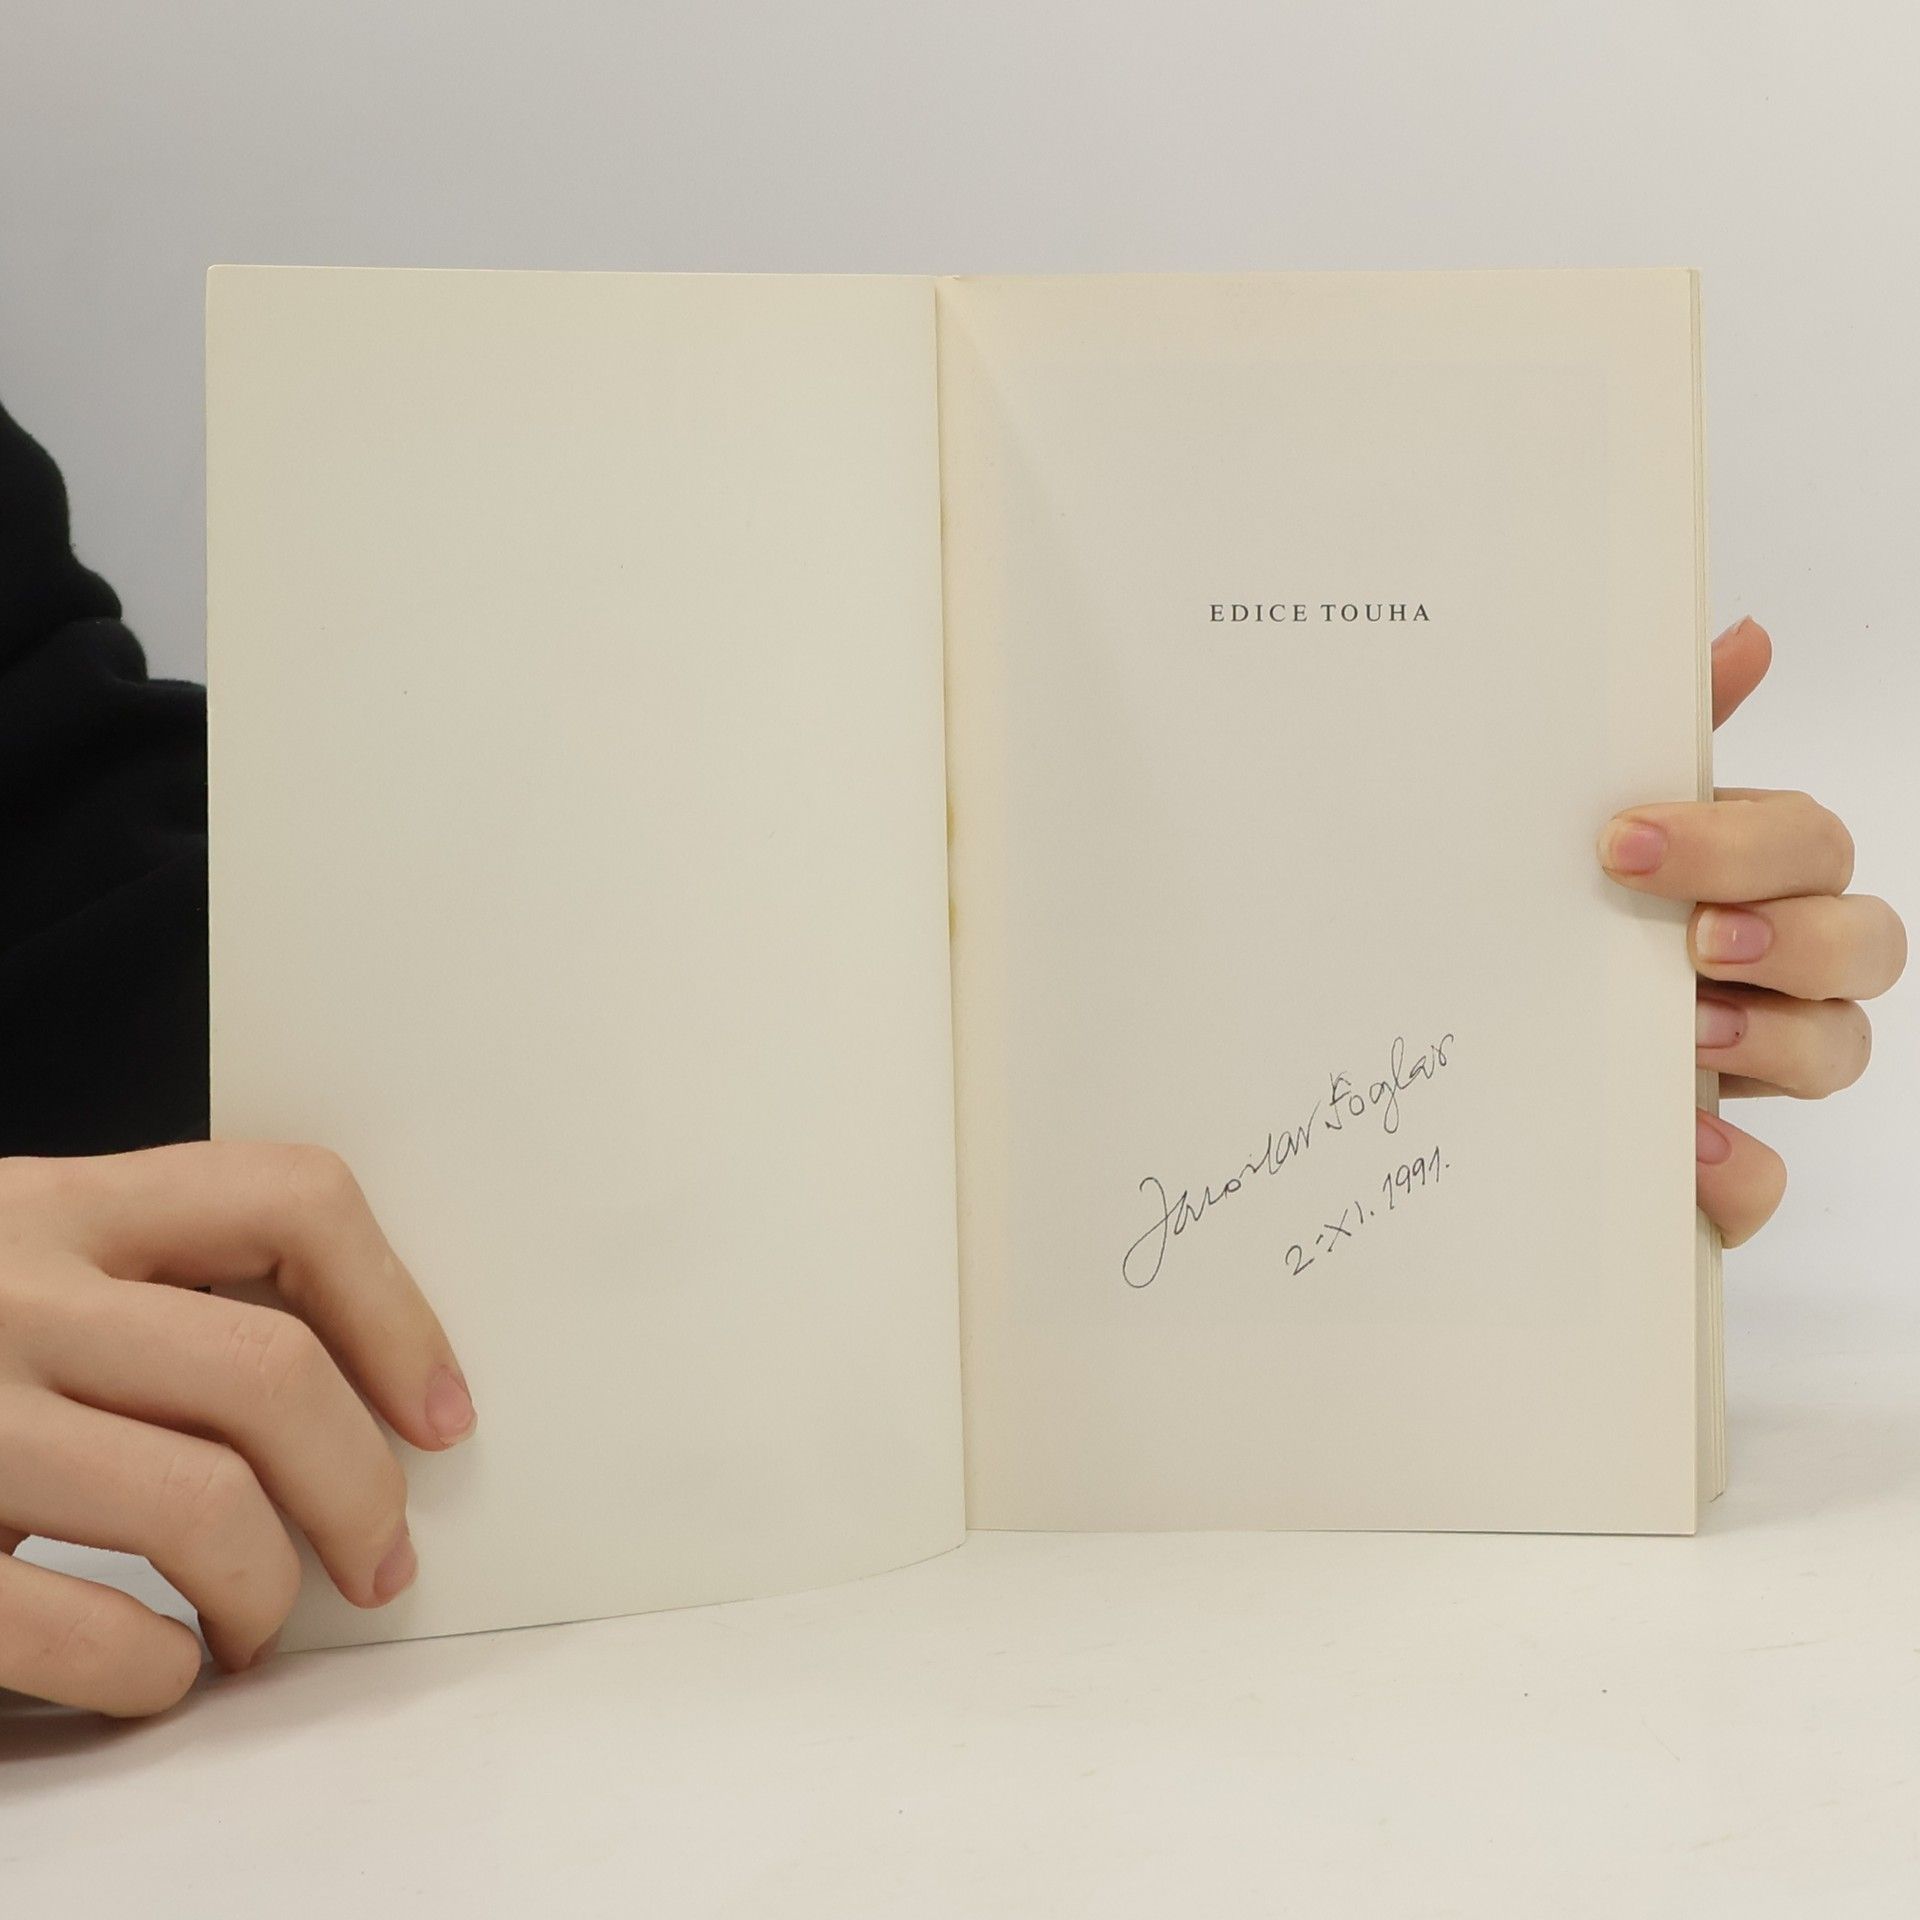 EDICE TOUHA
Jaroslav Foglar
2-XI. 1991.